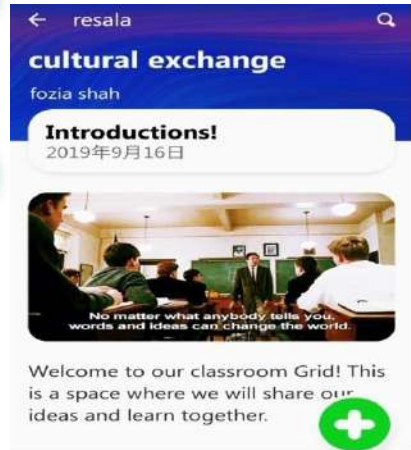 resala
cultural exchange
fozia shah
Introductions!
2019年9月16日
No matter what anybody tells you,
words and ideas can change the world.
Welcome to our classroom Grid! This
is a space where we will share our
ideas and learn together.